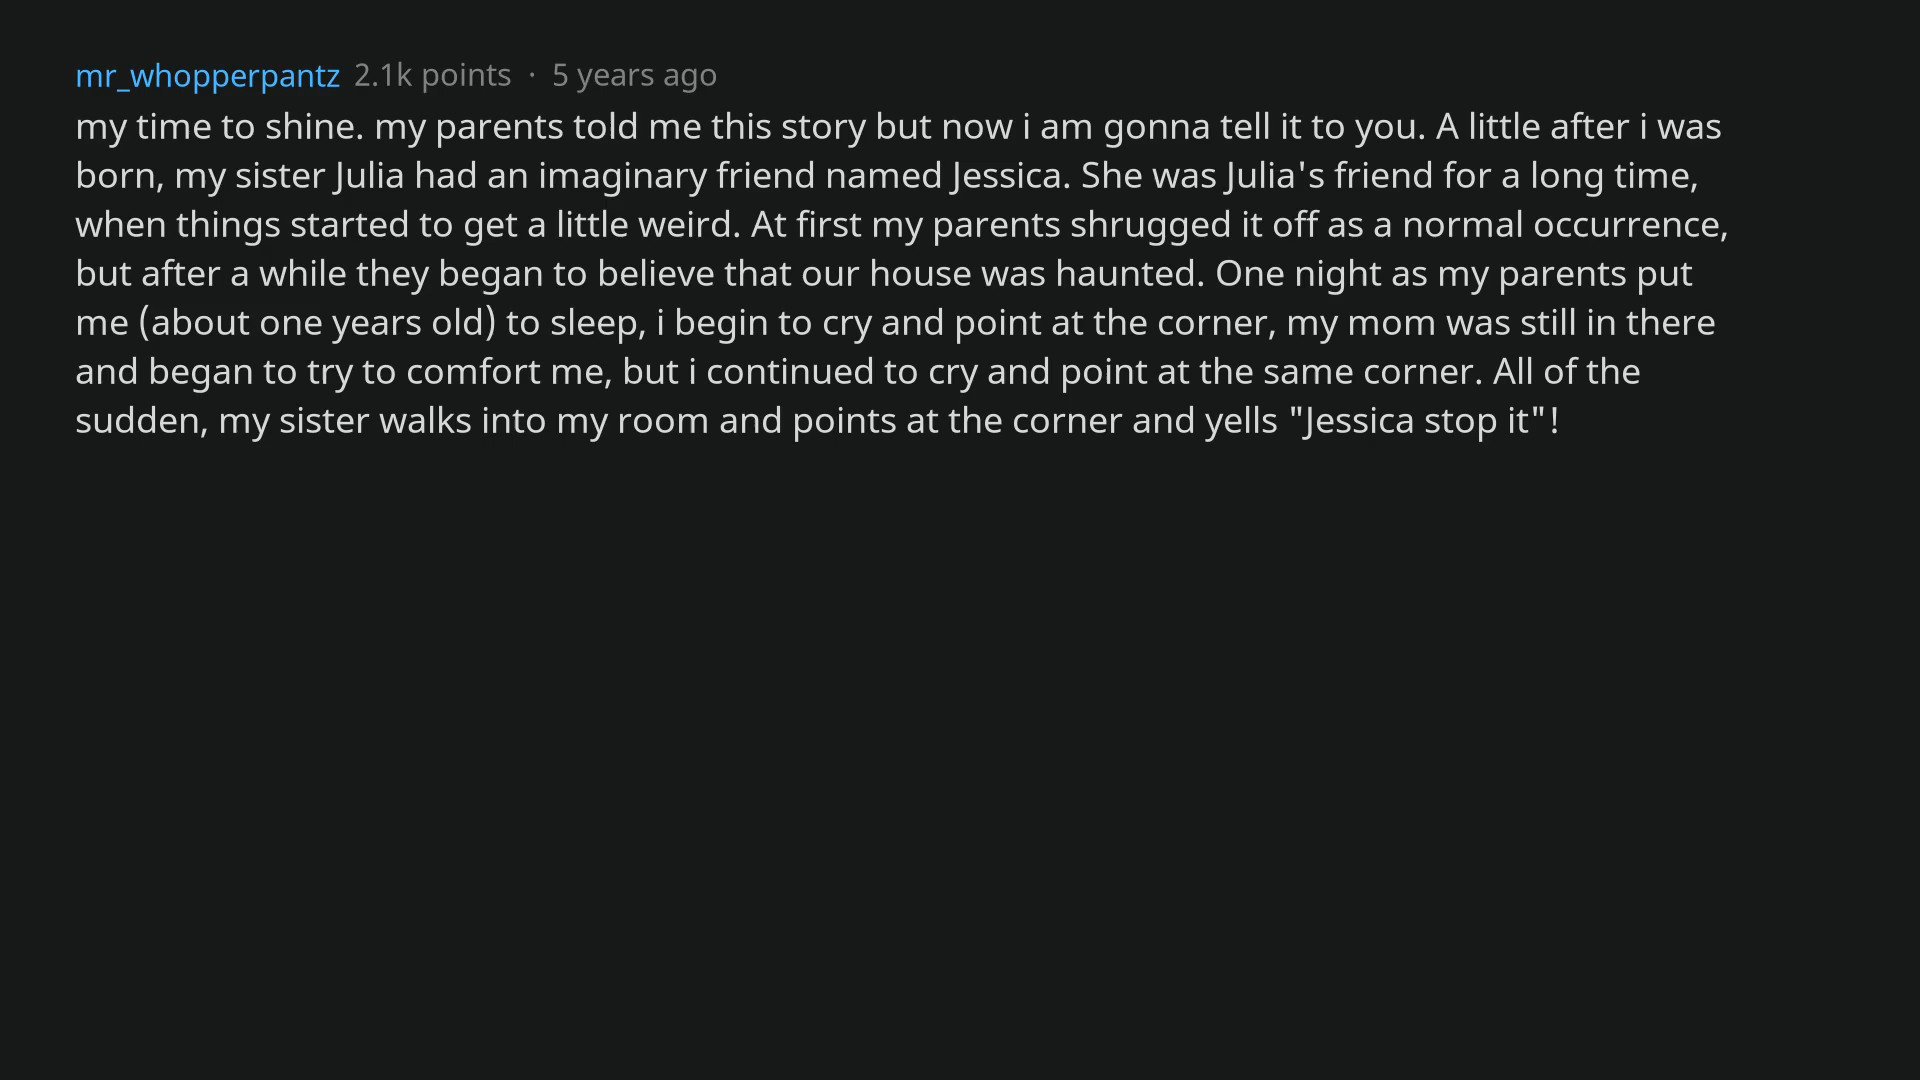 mr_whopperpantz 2.1k points · 5 years ago
my time to shine. my parents told me this story but now i am gonna tell it to you. A little after i was
born, my sister Julia had an imaginary friend named Jessica. She was Julia's friend for a long time,
when things started to get a little weird. At first my parents shrugged it off as a normal occurrence,
but after a while they began to believe that our house was haunted. One night as my parents put
me (about one years old) to sleep, i begin to cry and point at the corner, my mom was still in there
and began to try to comfort me, but i continued to cry and point at the same corner. All of the
sudden, my sister walks into my room and points at the corner and yells "Jessica stop it"!